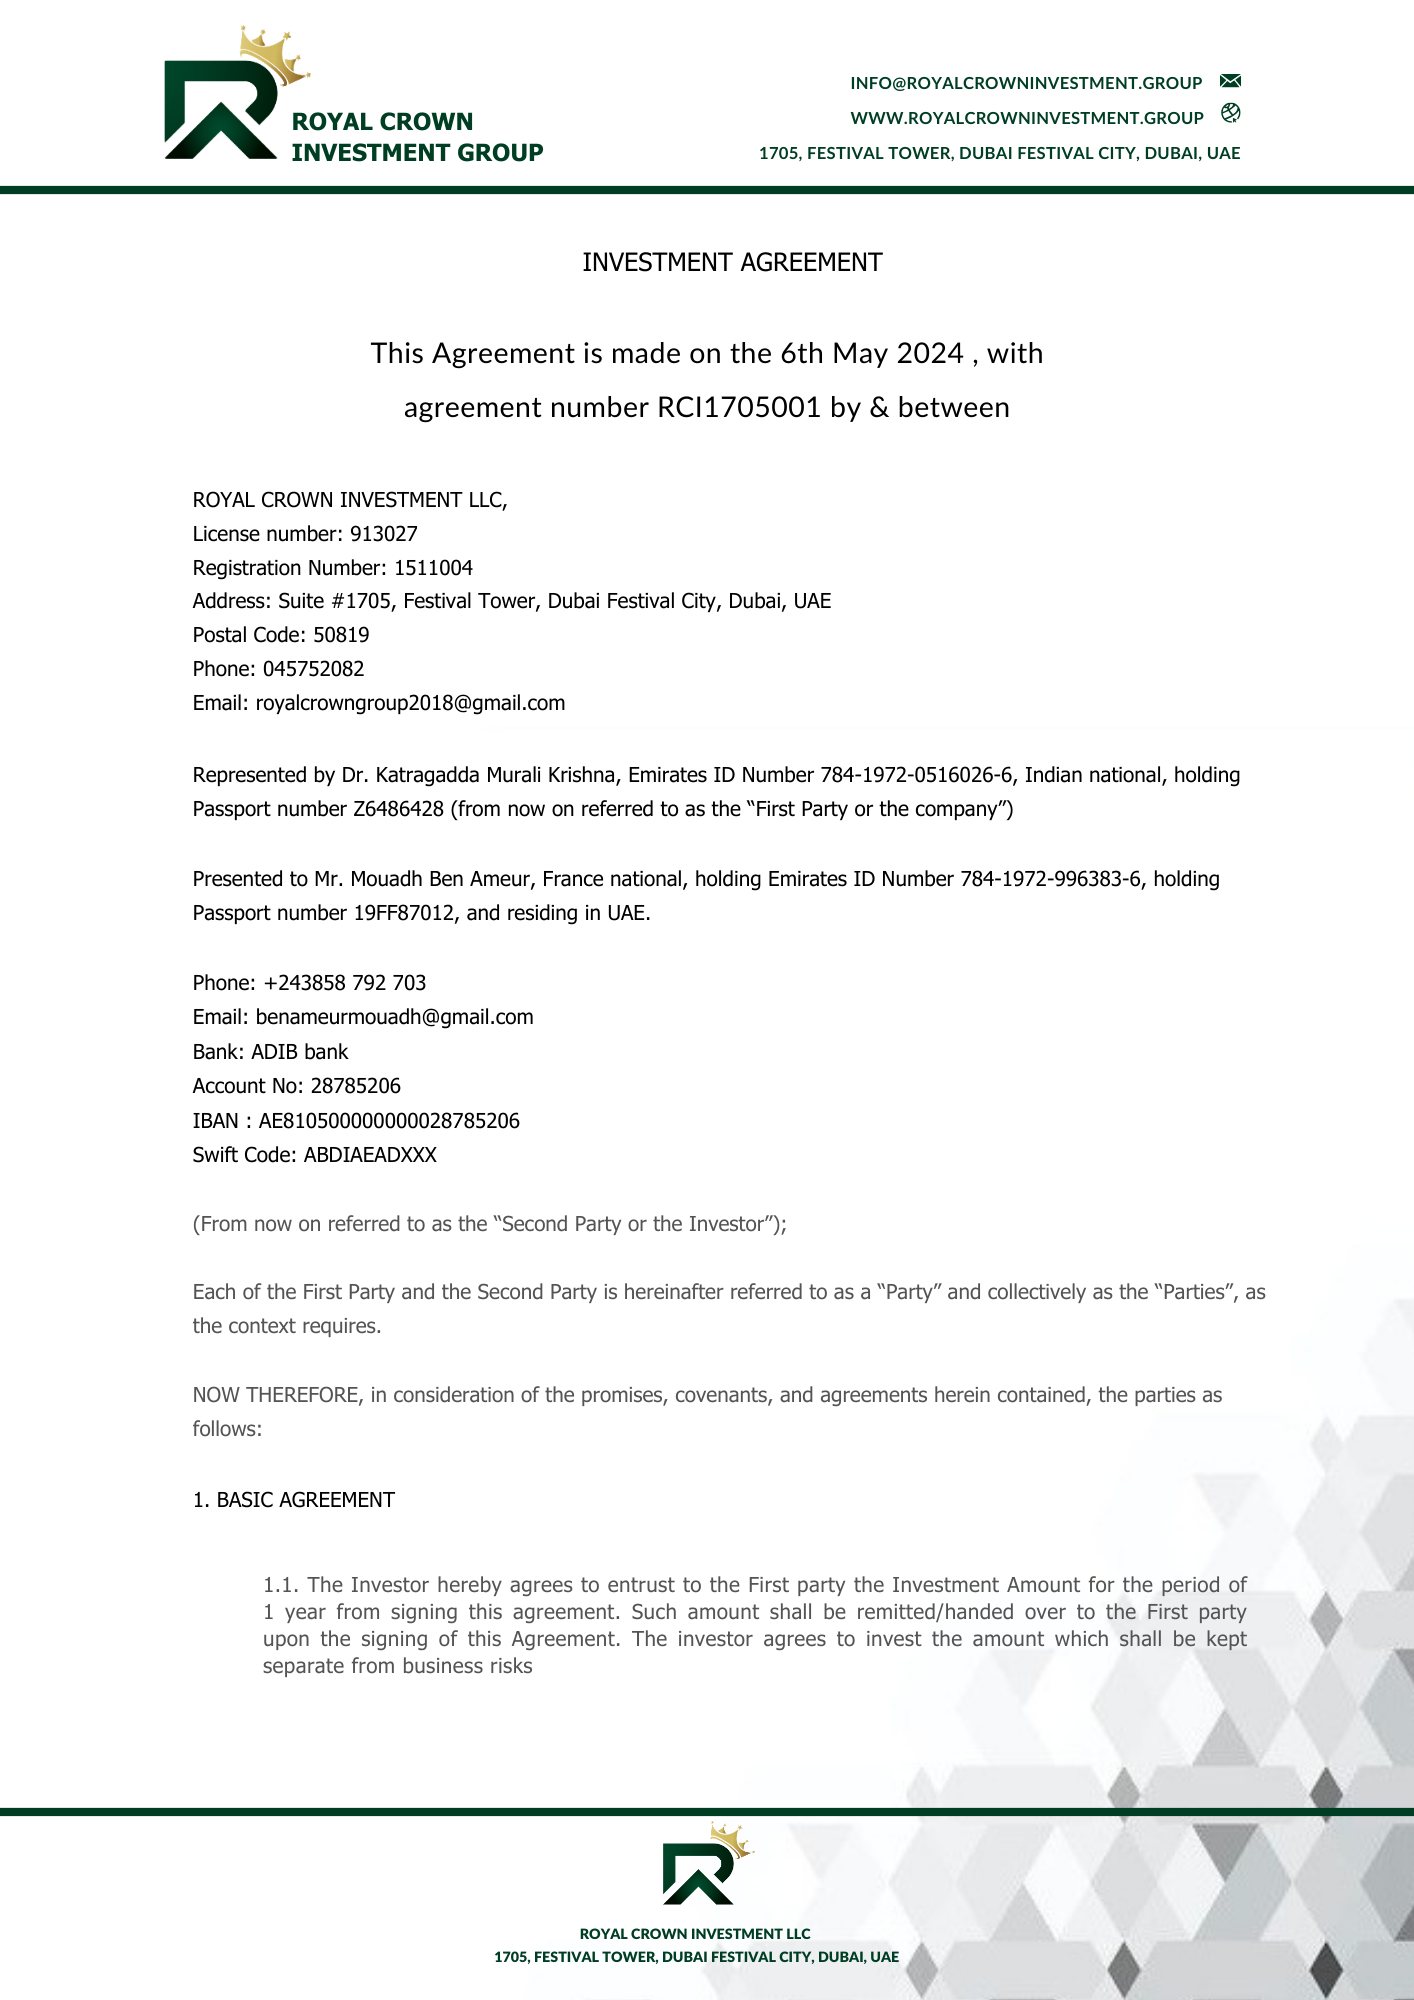 ROYAL CROWN
INVESTMENT GROUP
INFO@ROYALCROWNINVESTMENT.GROUP
WWW.ROYALCROWNINVESTMENT.GROUP
1705, FESTIVAL TOWER, DUBAI FESTIVAL CITY, DUBAI, UAE
INVESTMENT AGREEMENT
This Agreement is made on the 6th May 2024 , with
agreement number RCI1705001 by & between
ROYAL CROWN INVESTMENT LLC,
License number: 913027
Registration Number: 1511004
Address: Suite #1705, Festival Tower, Dubai Festival City, Dubai, UAE
Postal Code: 50819
Phone: 045752082
Email: royalcrowngroup2018@gmail.com
Represented by Dr. Katragadda Murali Krishna, Emirates ID Number 784-1972-0516026-6, Indian national, holding
Passport number Z6486428 (from now on referred to as the “First Party or the company”)
Presented to Mr. Mouadh Ben Ameur, France national, holding Emirates ID Number 784-1972-996383-6, holding
Passport number 19FF87012, and residing in UAE.
Phone: +243858 792 703
Email: benameurmouadh@gmail.com
Bank: ADIB bank
Account No: 28785206
IBAN : AE810500000000028785206
Swift Code: ABDIAEADXXX
(From now on referred to as the “Second Party or the Investor”);
Each of the First Party and the Second Party is hereinafter referred to as a “Party” and collectively as the “Parties”, as
the context requires.
NOW THEREFORE, in consideration of the promises, covenants, and agreements herein contained, the parties as
follows:
1. BASIC AGREEMENT
1.1. The Investor hereby agrees to entrust to the First party the Investment Amount for the period of
1 year from signing this agreement. Such amount shall be remitted/handed over to the First party
upon the signing of this Agreement. The investor agrees to invest the amount which shall be kept
separate from business risks
ROYAL CROWN INVESTMENT LLC
1705, FESTIVAL TOWER, DUBAI FESTIVAL CITY, DUBAI, UAE